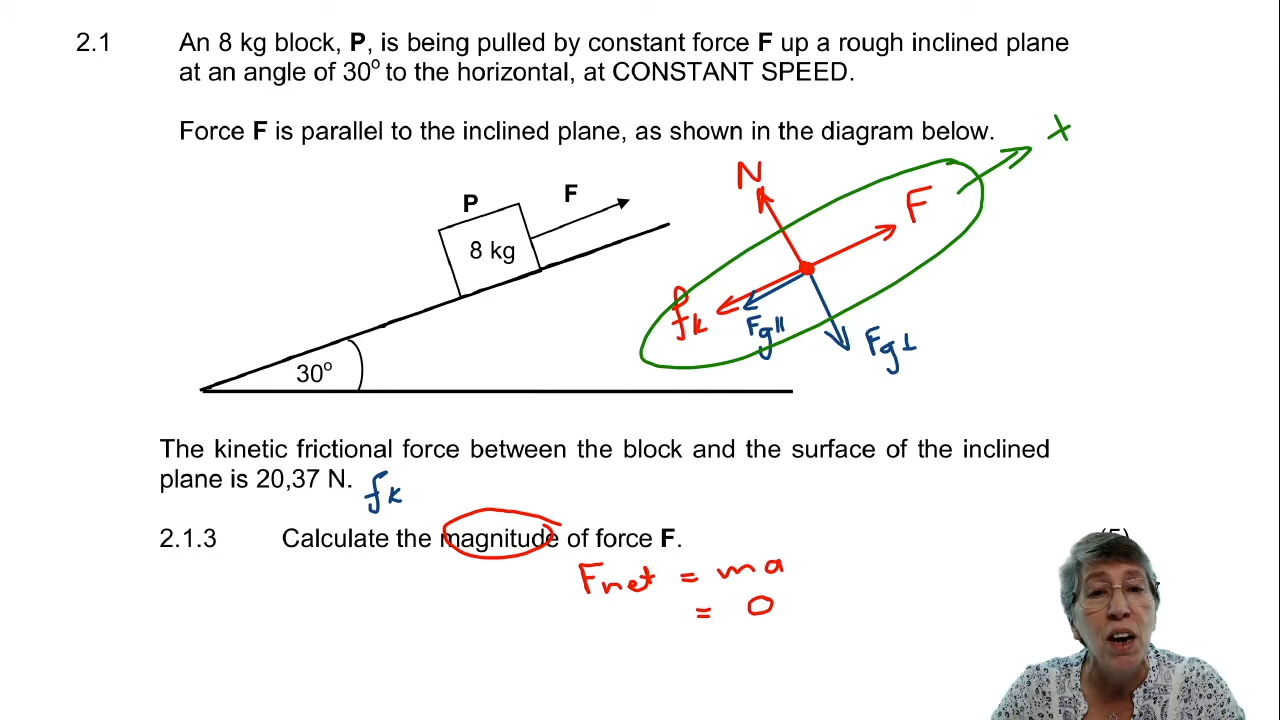 2.1 An 8 kg block, P, is being pulled by constant force F up a rough inclined plane
at an angle of 30° to the horizontal, at CONSTANT SPEED.
Force F is parallel to the inclined plane, as shown in the diagram below.
x
N
P
F
F
8 kg
fk
Fg||
Fg⊥
30°
The kinetic frictional force between the block and the surface of the inclined
plane is 20,37 N.
fk
2.1.3 Calculate the magnitude of force F.
Fnet = ma
= 0